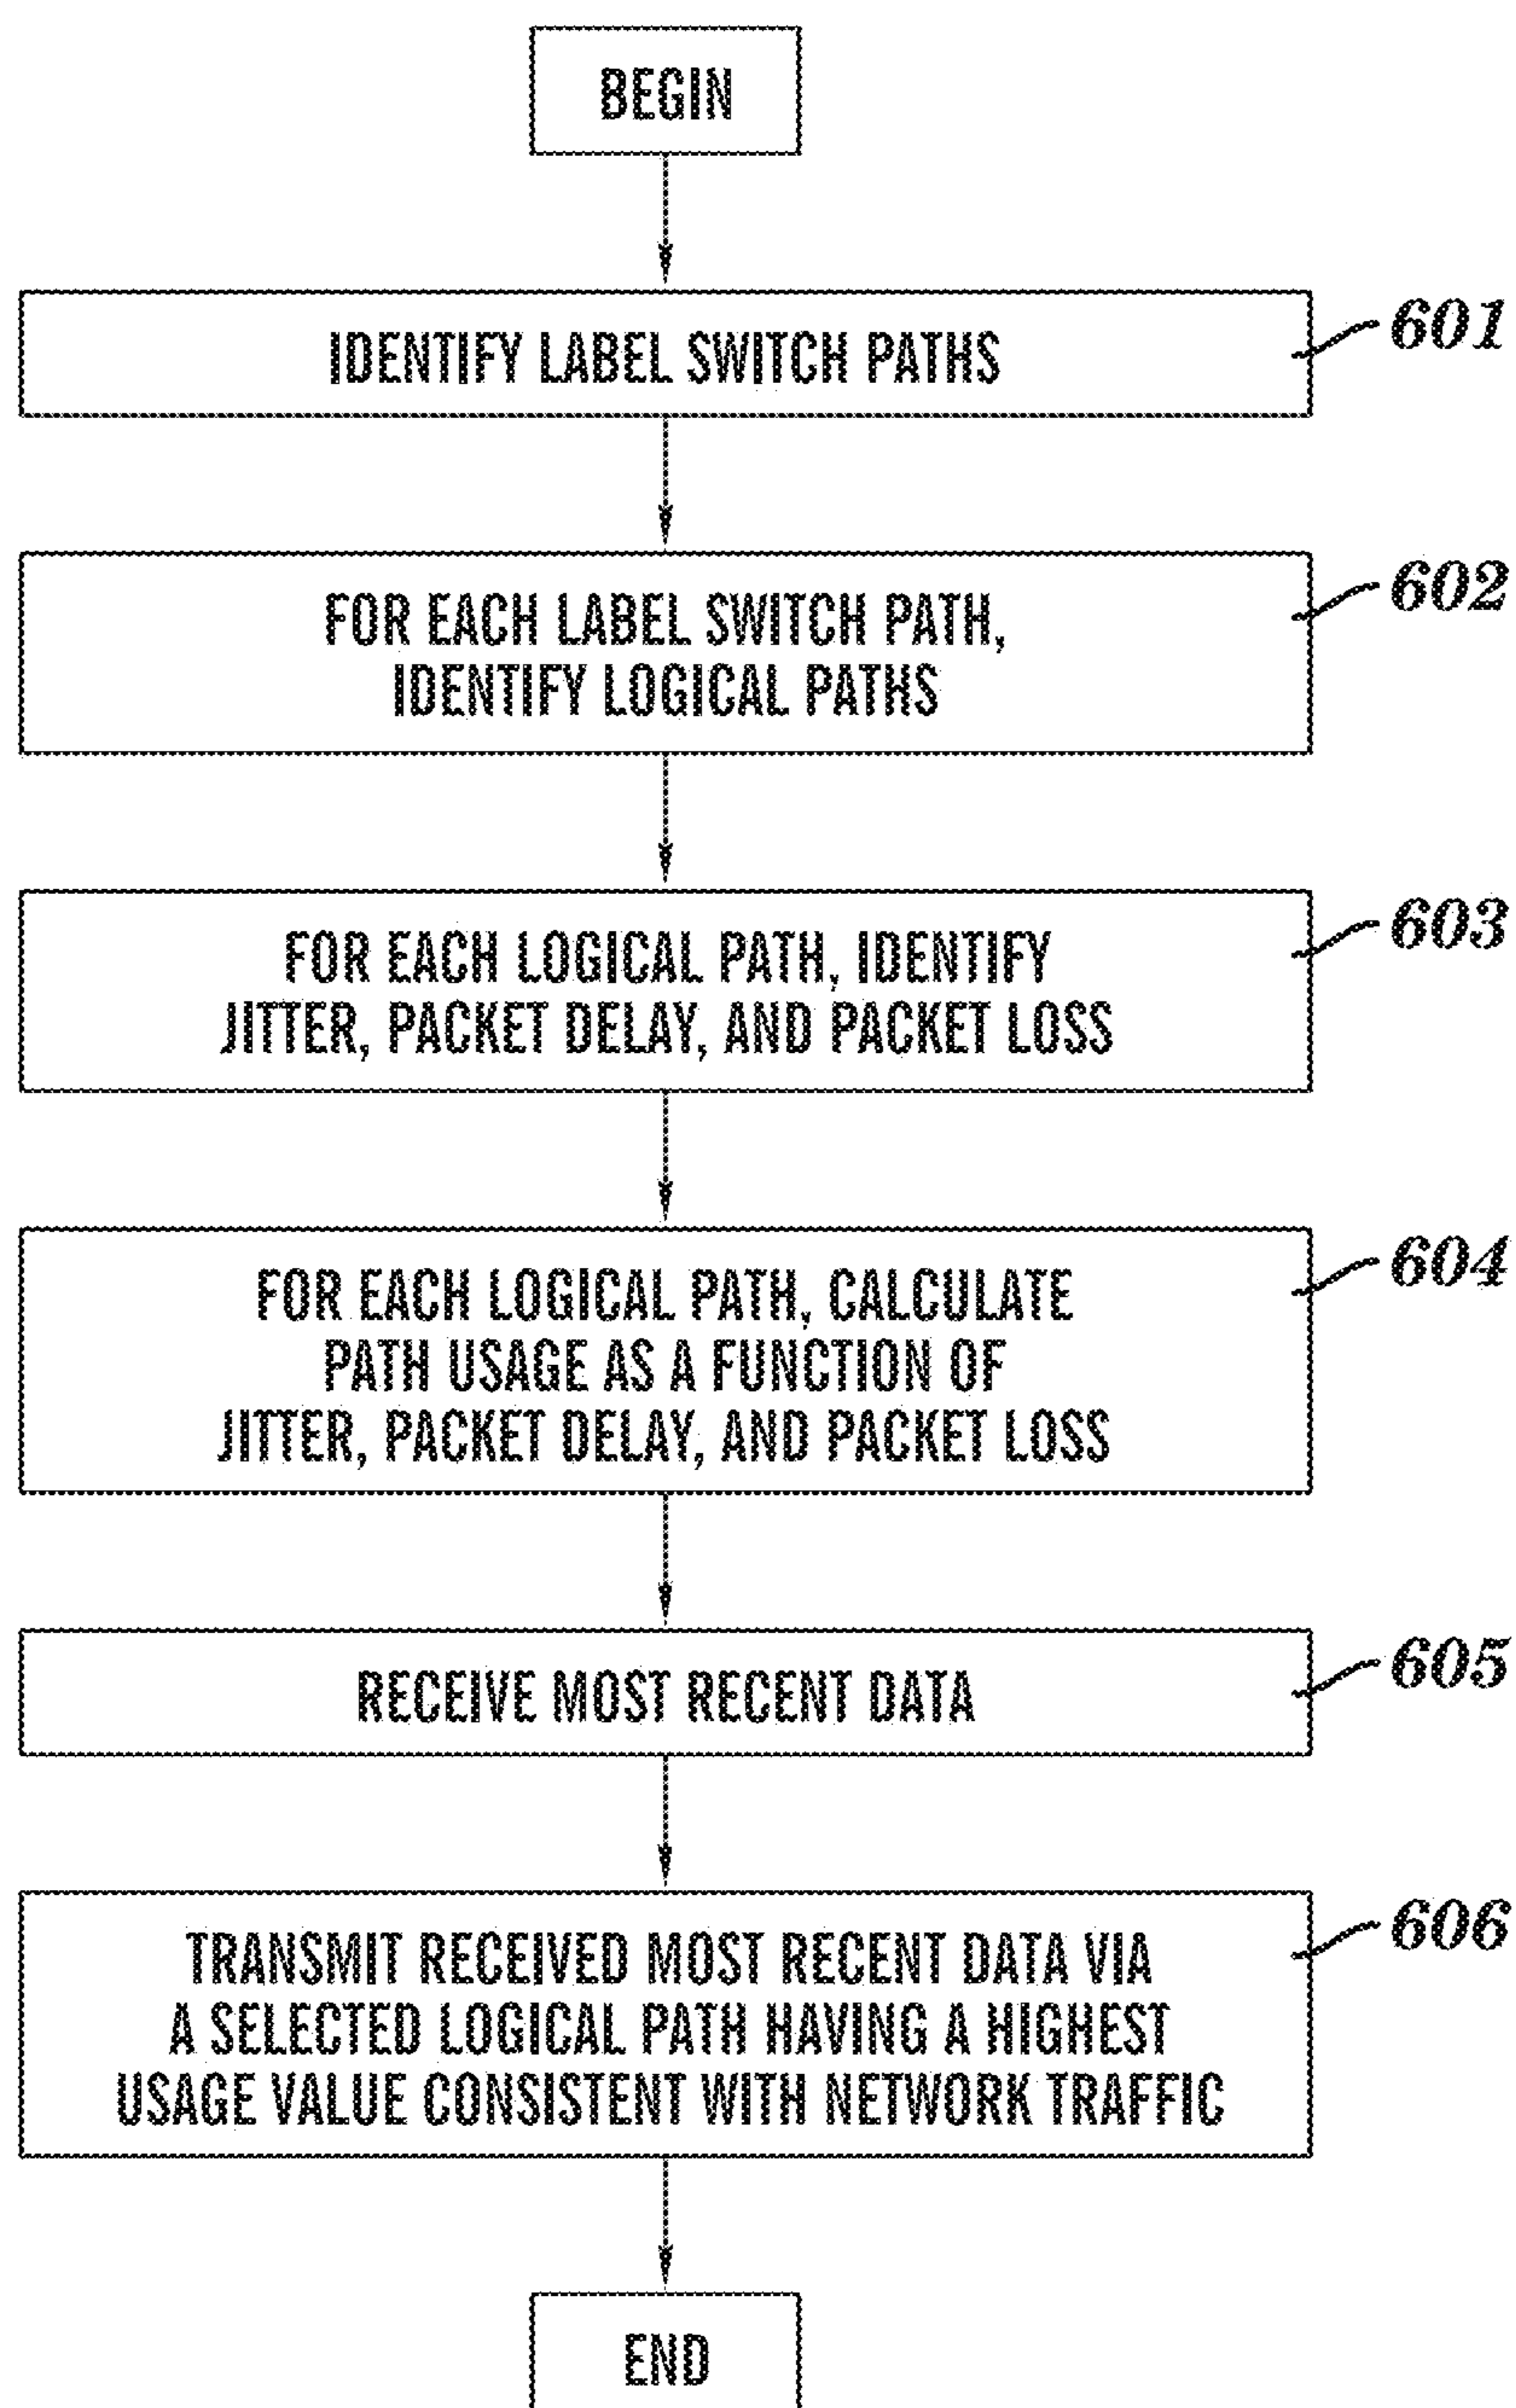 BEGIN
IDENTIFY LABEL SWITCH PATHS
601
FOR EACH LABEL SWITCH PATH,
IDENTIFY LOGICAL PATHS
602
FOR EACH LOGICAL PATH, IDENTIFY
JITTER, PACKET DELAY, AND PACKET LOSS
603
FOR EACH LOGICAL PATH, CALCULATE
PATH USAGE AS A FUNCTION OF
JITTER, PACKET DELAY, AND PACKET LOSS
604
RECEIVE MOST RECENT DATA
605
TRANSMIT RECEIVED MOST RECENT DATA VIA
A SELECTED LOGICAL PATH HAVING A HIGHEST
USAGE VALUE CONSISTENT WITH NETWORK TRAFFIC
606
END